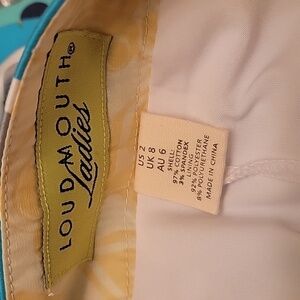 LOUDMOUTH®
Ladies
US 2
UK 8
AU 6
SHELL:
97% COTTON
3% SPANDEX
LINING:
92% POLYESTER
8% POLYURETHANE
MADE IN CHINA